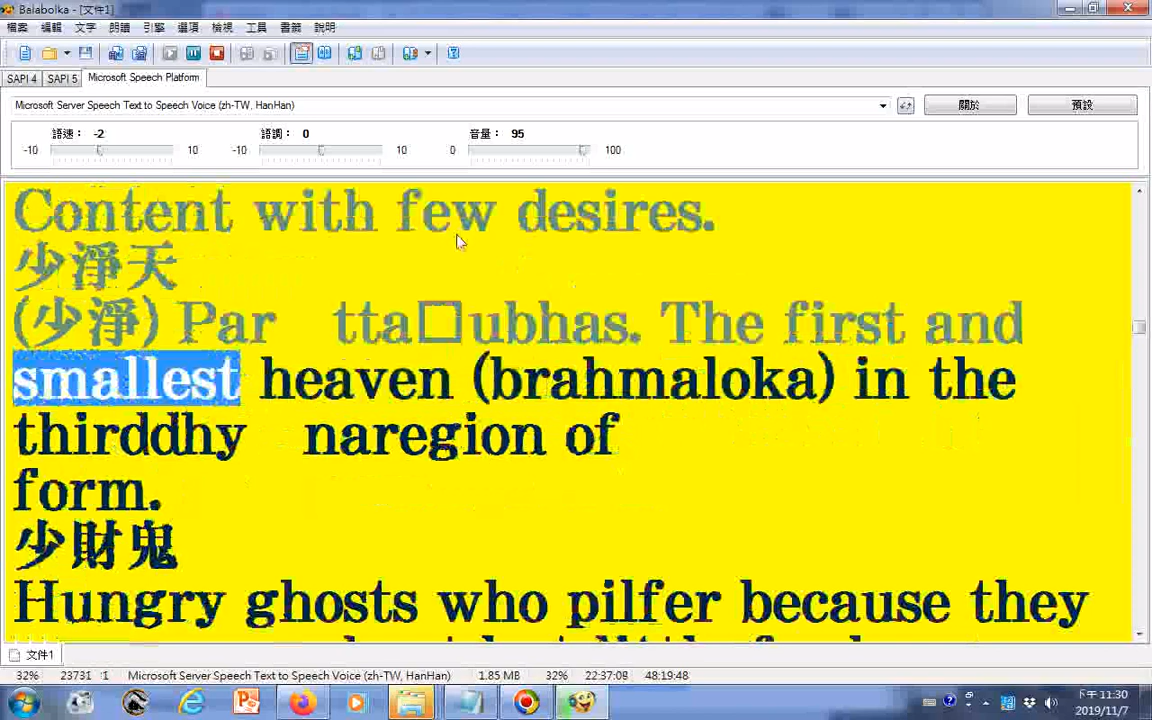 Balabolka - [文件1]
檔案 編輯 文字 朗讀 引擎 選項 檢視 工具 書籤 說明
SAPI 4 SAPI 5 Microsoft Speech Platform
Microsoft Server Speech Text to Speech Voice (zh-TW, HanHan) 關於 預設
語速： -2 語調： 0 音量： 95
-10 10 -10 10 0 100
Content with few desires.
少淨天
(少淨) Par tta□ubhas. The first and
smallest heaven (brahmaloka) in the
thirddhy naregion of
form.
少財鬼
Hungry ghosts who pilfer because they
文件1
32% 23731 Microsoft Server Speech Text to Speech Voice (zh-TW, HanHan) 1.85 MB 32% 22:37:08 48:19:48
下午 11:30
2019/11/7